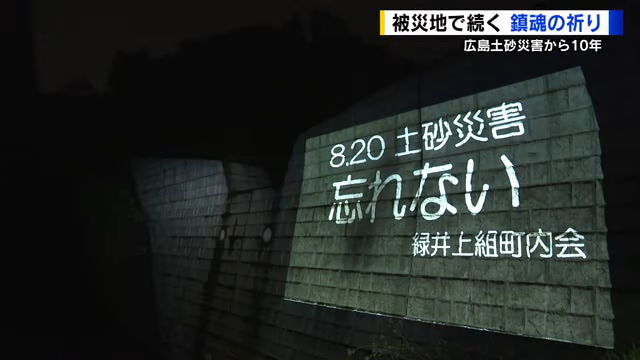 被災地で続く 鎮魂の祈り
広島土砂災害から10年
8.20 土砂災害
忘れない
緑井上組町内会